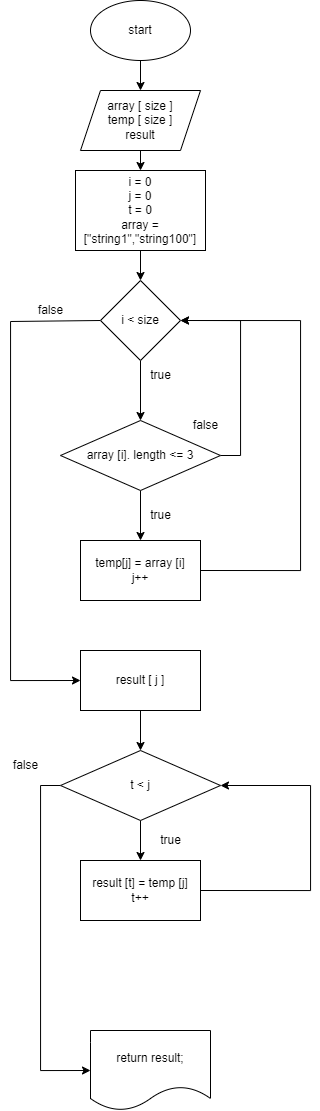 start
array [ size ]
temp [ size ]
result
i = 0
j = 0
t = 0
array =
["string1","string100"]
false
i < size
true
false
array [i]. length <= 3
true
temp[j] = array [i]
j++
result [ j ]
false
t < j
true
result [t] = temp [j]
t++
return result;